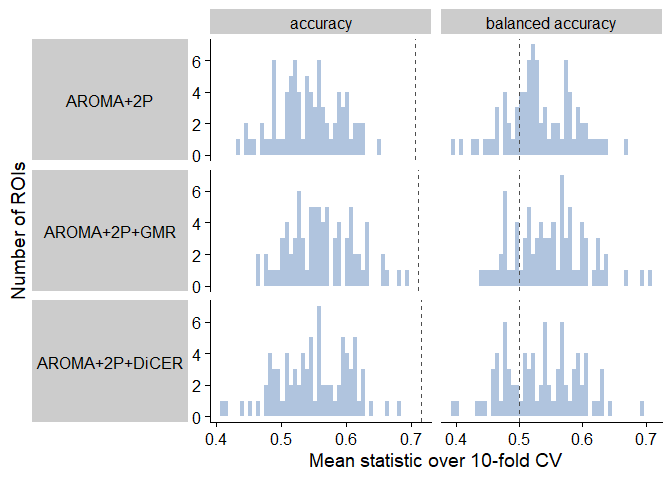 accuracy balanced accuracy
AROMA+2P
6
4
2
0
AROMA+2P+GMR
6
4
2
0
AROMA+2P+DiCER
6
4
2
0
0.4 0.5 0.6 0.7 0.4 0.5 0.6 0.7
Mean statistic over 10-fold CV
Number of ROIs